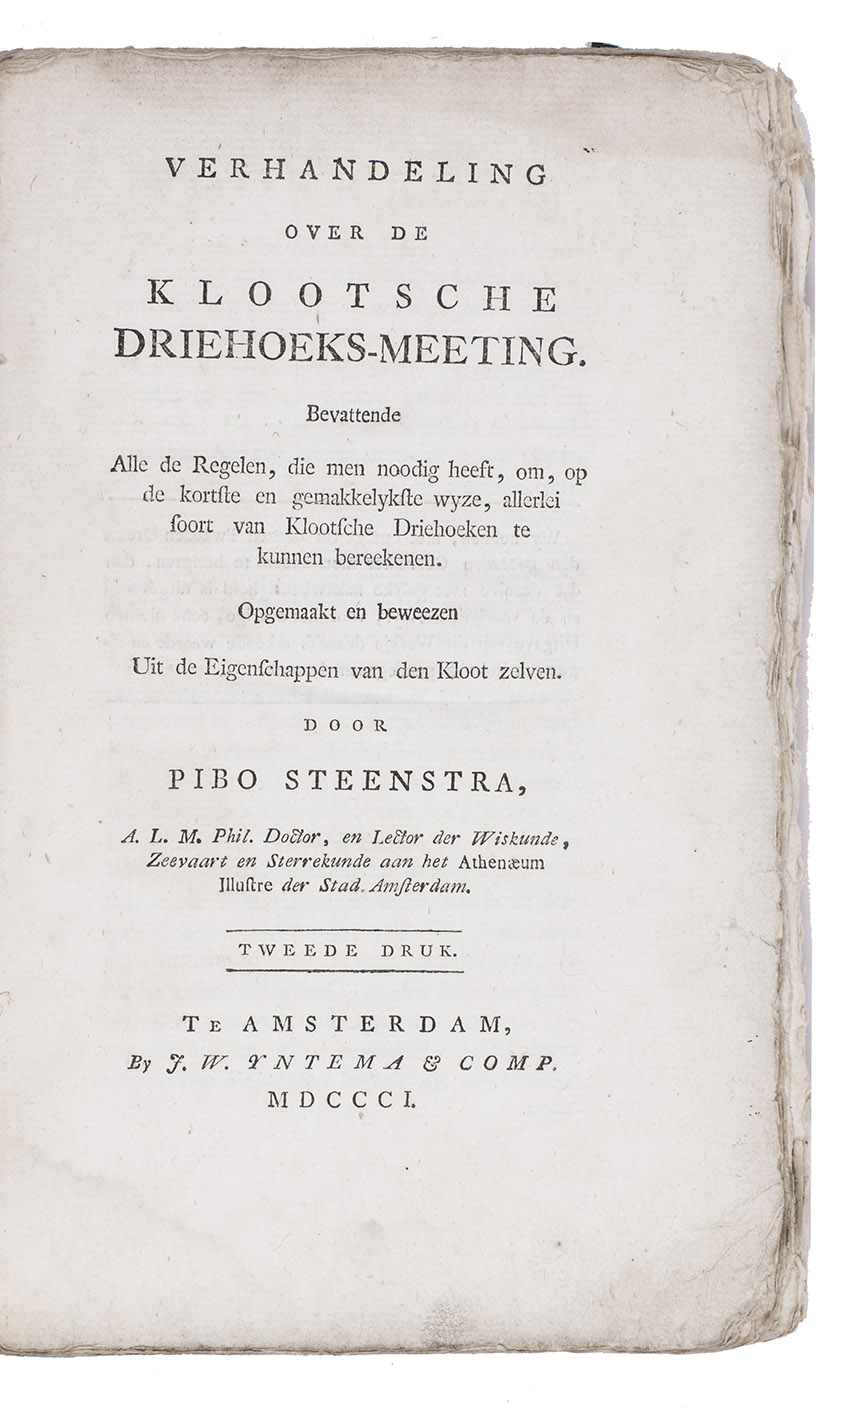 VERHANDELING
OVER DE
KLOOTSCHE
DRIEHOEKS-MEETING.
Bevattende
Alle de Regelen, die men noodig heeft, om, op
de kortſte en gemakkelykſte wyze, allerlei
ſoort van Klootſche Driehoeken te
kunnen bereekenen.
Opgemaakt en beweezen
Uit de Eigenſchappen van den Kloot zelven.
DOOR
PIBO STEENSTRA,
A. L. M. Phil. Doctor, en Lector der Wiskunde,
Zeevaart en Sterrekunde aan het Athenæum
Illuſtre der Stad Amſterdam.
TWEEDE DRUK.
TE AMSTERDAM,
By J. W. YNTEMA & COMP.
MDCCCI.